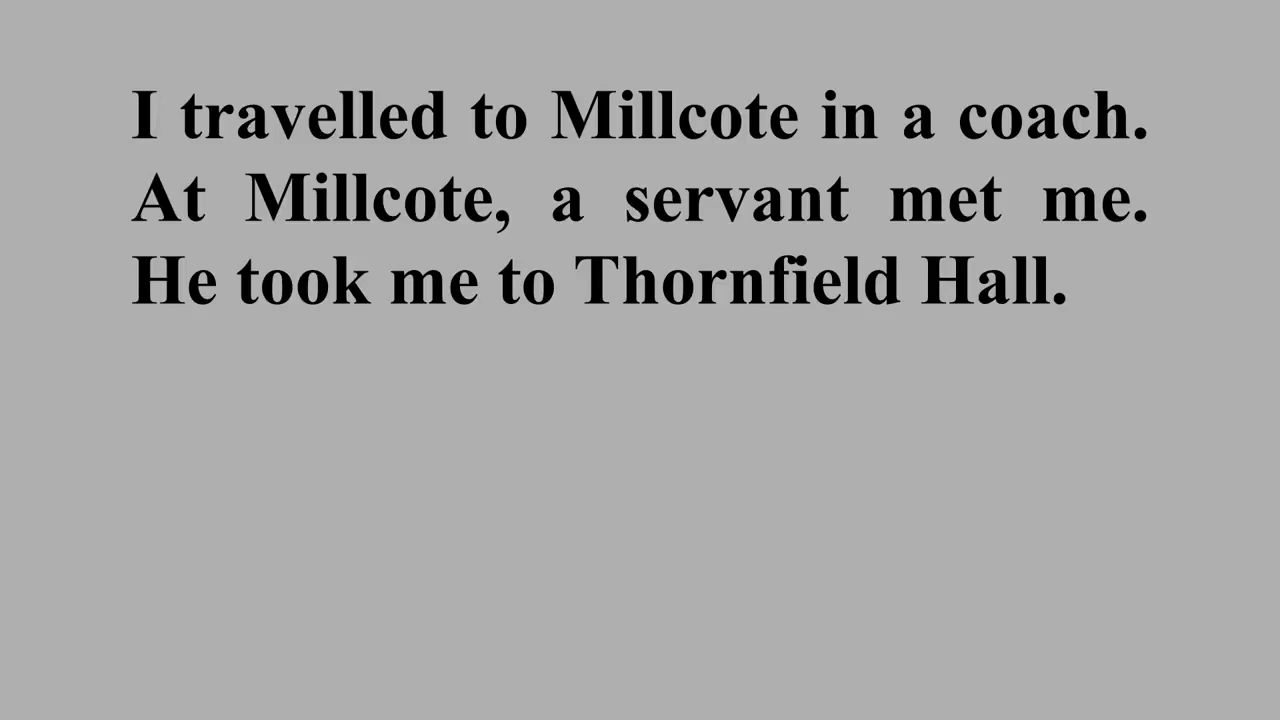 I travelled to Millcote in a coach.
At Millcote, a servant met me.
He took me to Thornfield Hall.